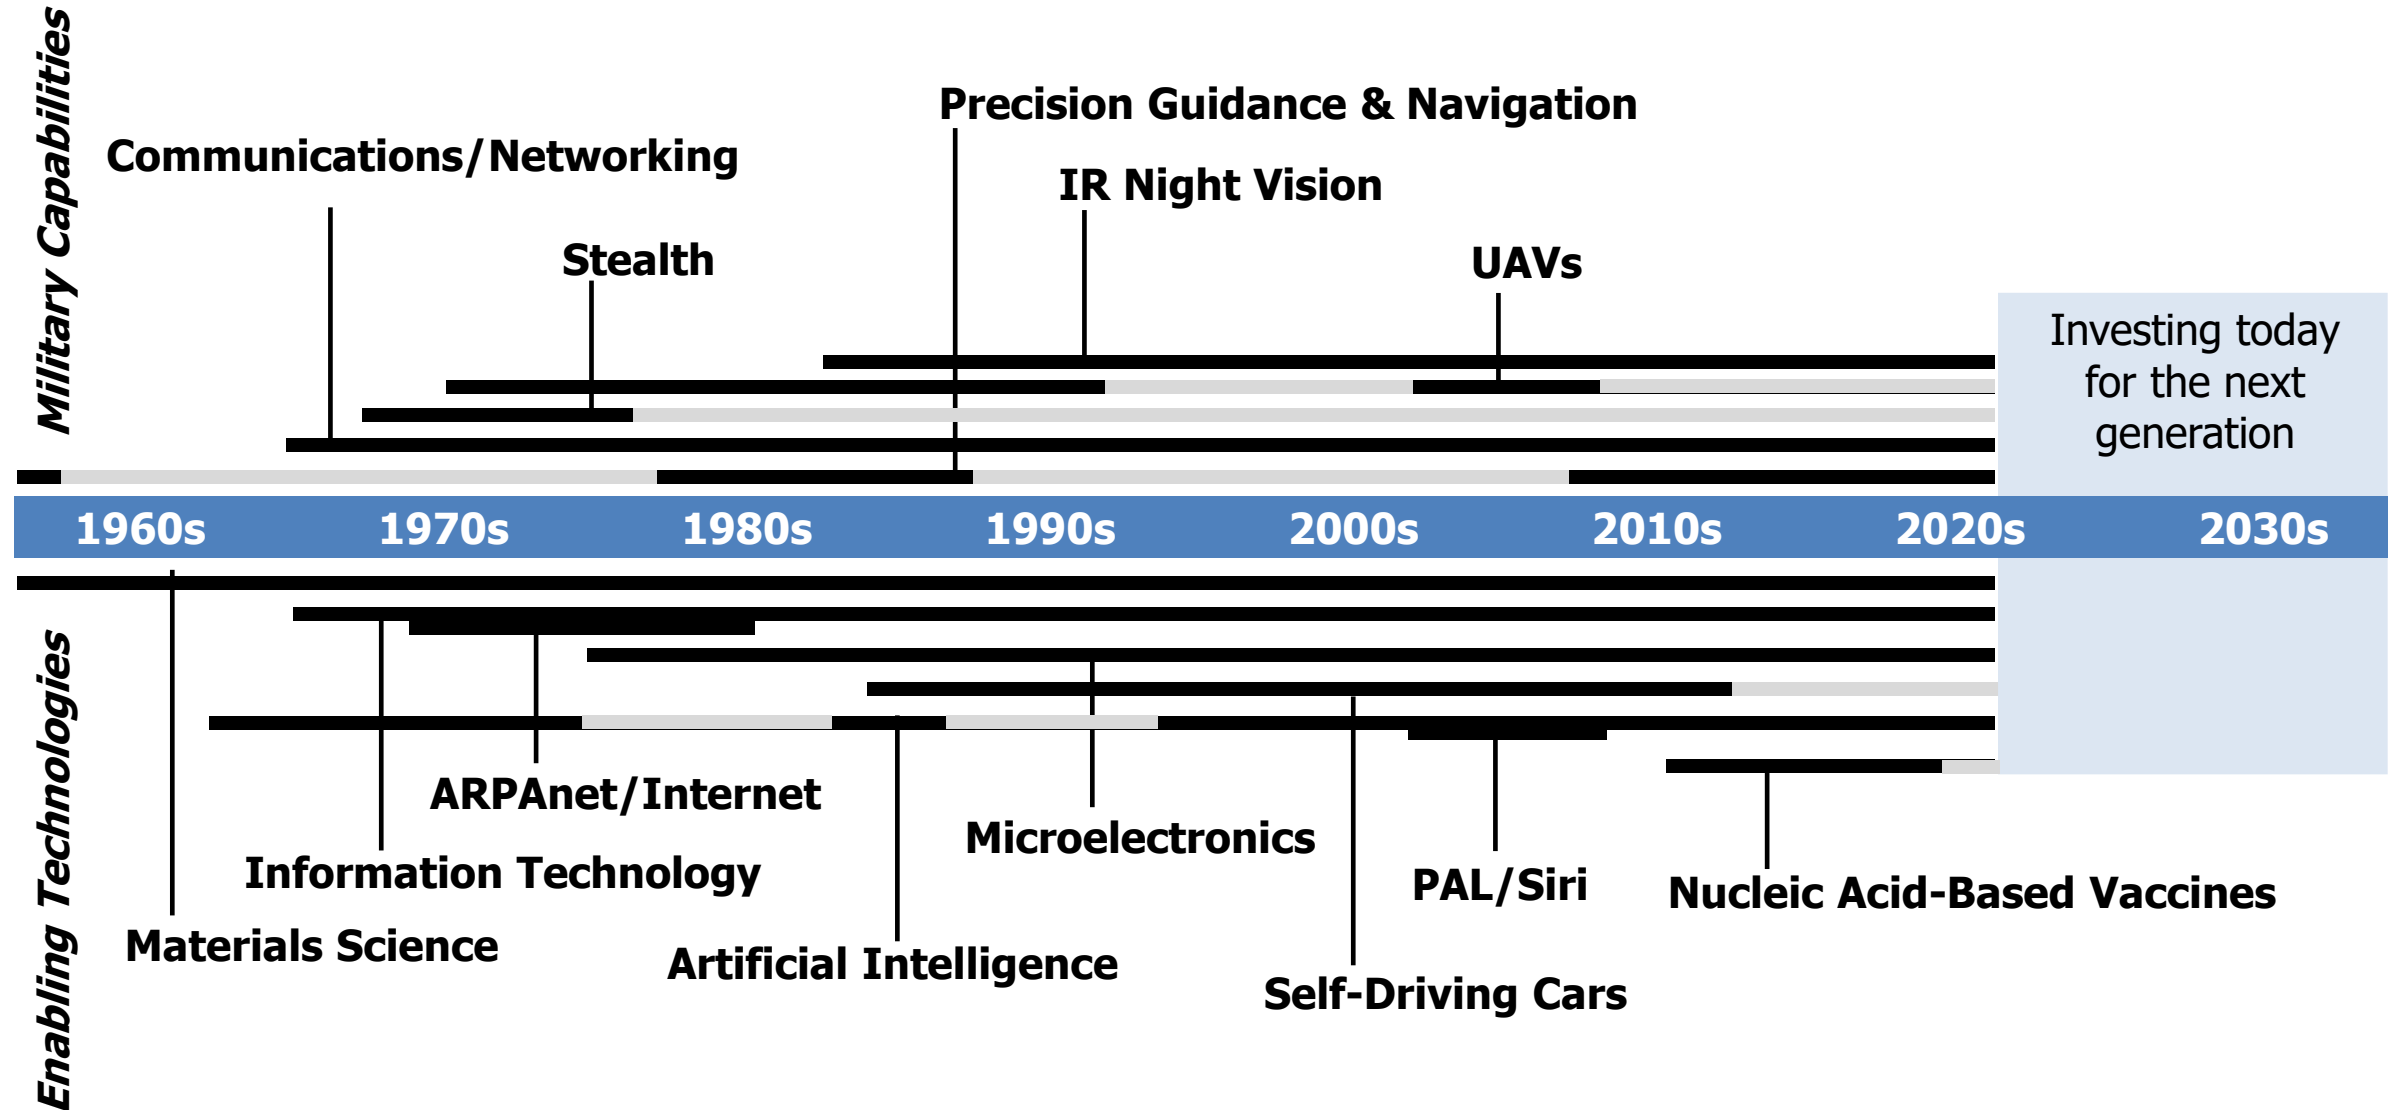 Military Capabilities
Precision Guidance & Navigation
Communications/Networking
IR Night Vision
Stealth
UAVs
Investing today
for the next
generation
1960s 1970s 1980s 1990s 2000s 2010s 2020s 2030s
Enabling Technologies
ARPAnet/Internet
Microelectronics
Information Technology
PAL/Siri
Nucleic Acid-Based Vaccines
Materials Science
Artificial Intelligence
Self-Driving Cars